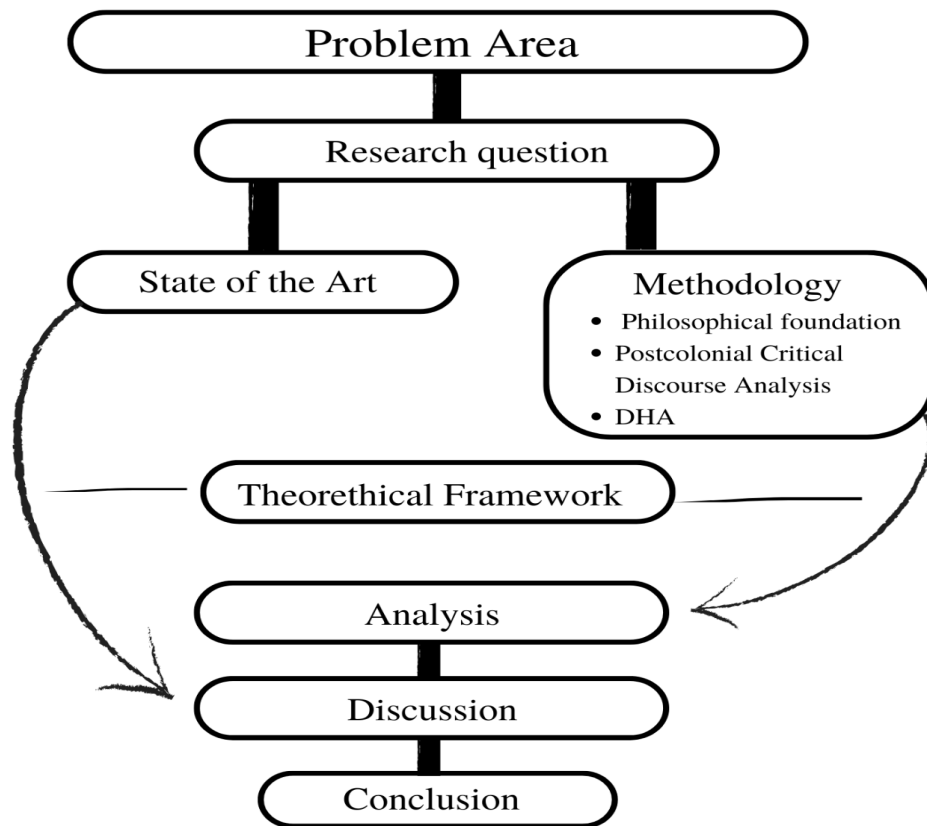 Problem Area
Research question
State of the Art
Methodology
• Philosophical foundation
• Postcolonial Critical
Discourse Analysis
• DHA
Theorethical Framework
Analysis
Discussion
Conclusion